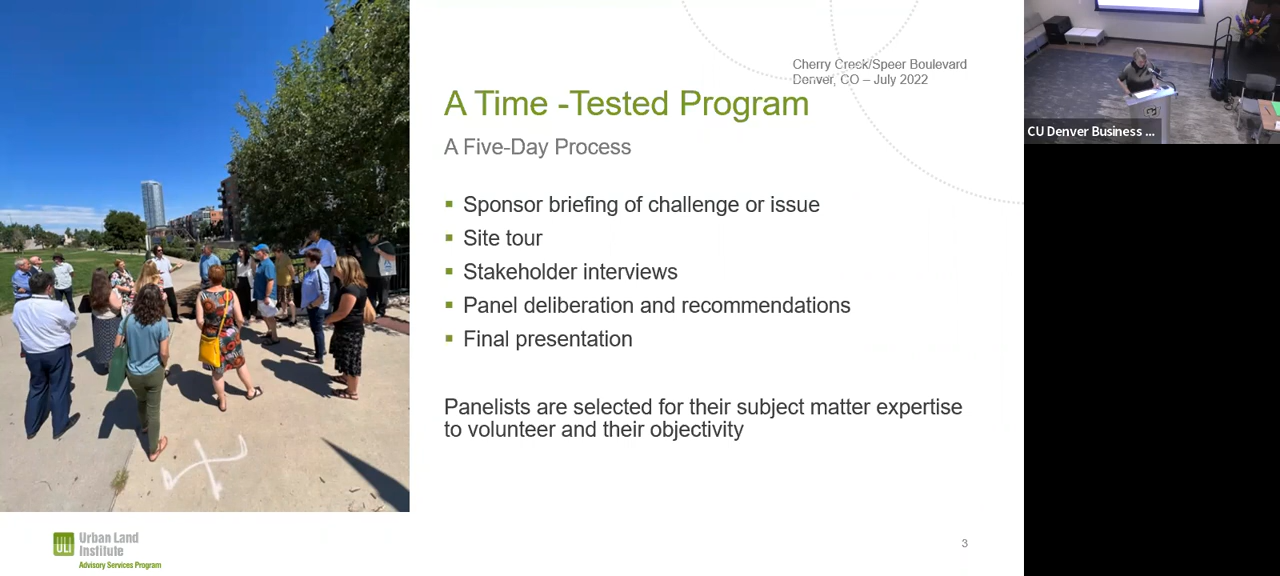 Cherry Creek/Speer Boulevard
Denver, CO – July 2022
A Time -Tested Program
A Five-Day Process
▪ Sponsor briefing of challenge or issue
▪ Site tour
▪ Stakeholder interviews
▪ Panel deliberation and recommendations
▪ Final presentation
Panelists are selected for their subject matter expertise
to volunteer and their objectivity
CU Denver Business ...
ULI
Urban Land
Institute
Advisory Services Program
3